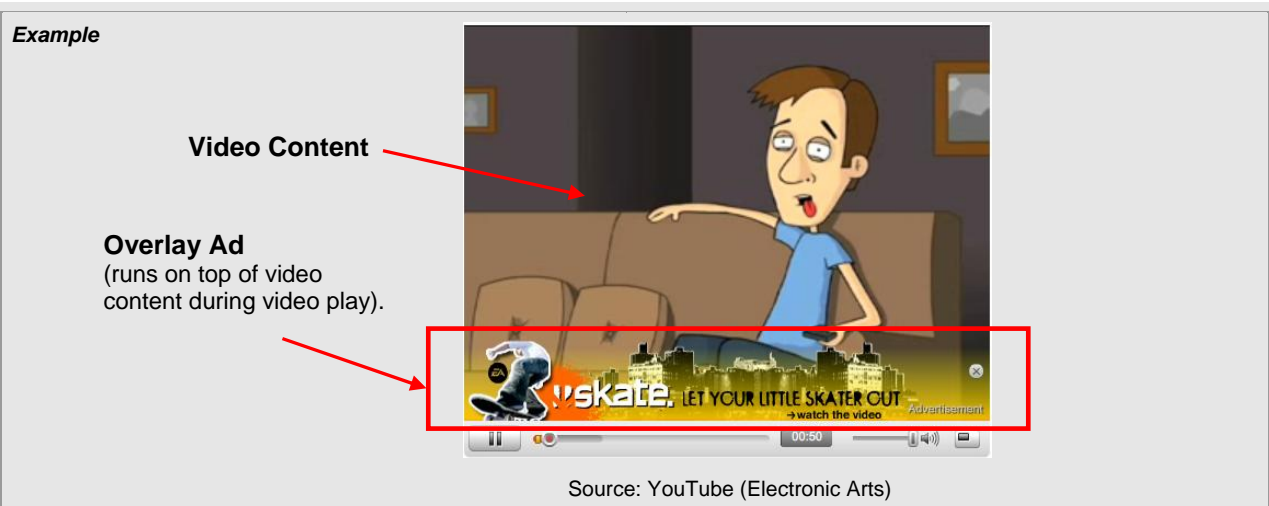 Example
Video Content
Overlay Ad
(runs on top of video
content during video play).
EA
skate. LET YOUR LITTLE SKATER OUT
→watch the video
Advertisement
00:50
Source: YouTube (Electronic Arts)